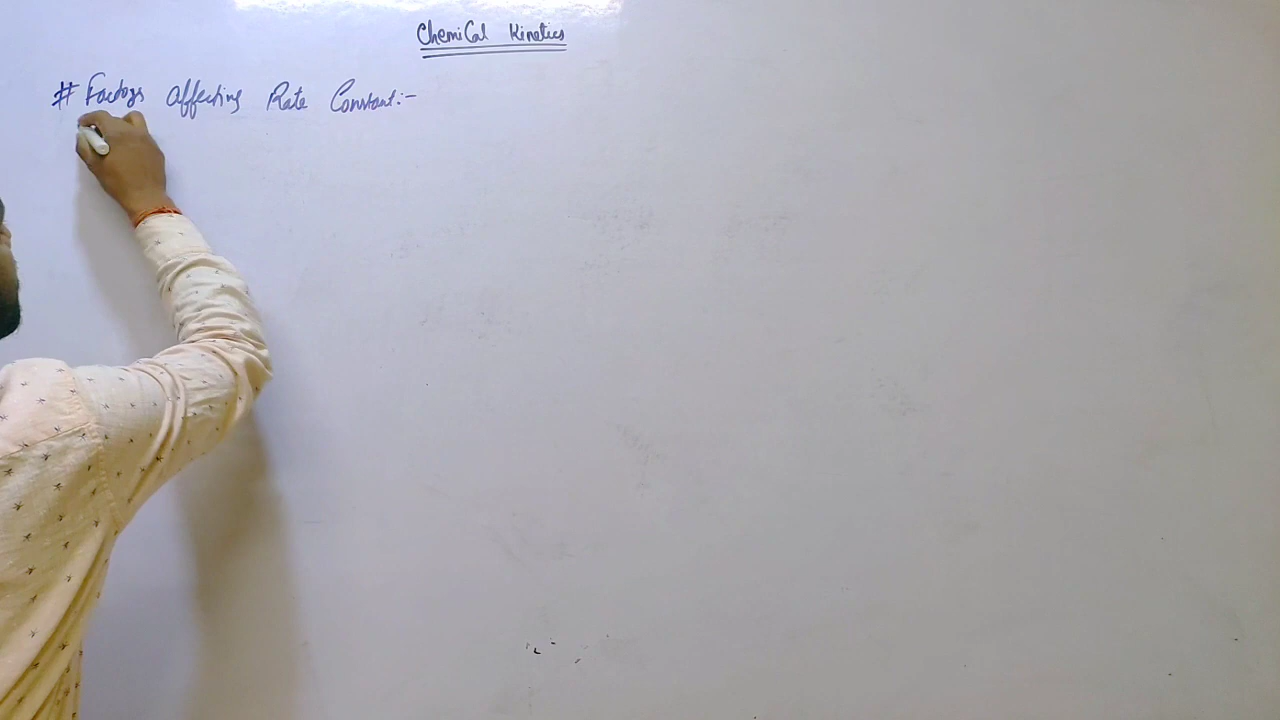 Chemical Kinetics
# Factors affecting Rate Constant:-